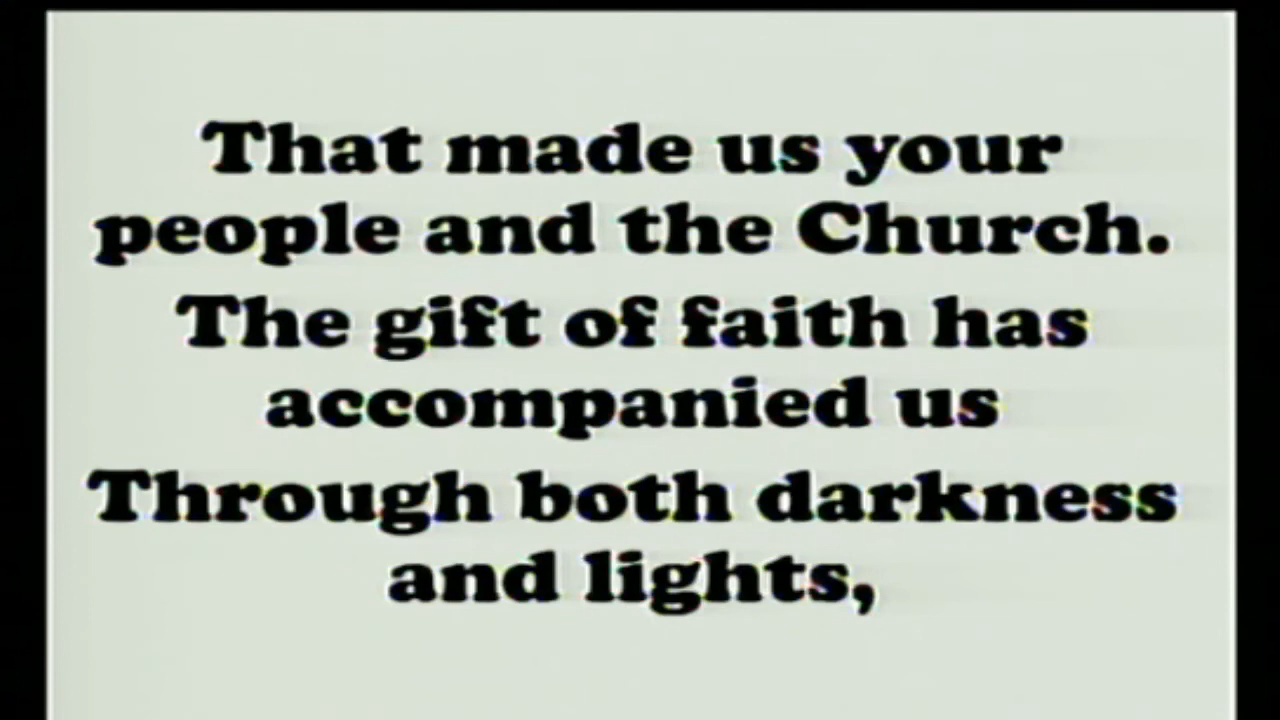 That made us your
people and the Church.
The gift of faith has
accompanied us
Through both darkness
and lights,